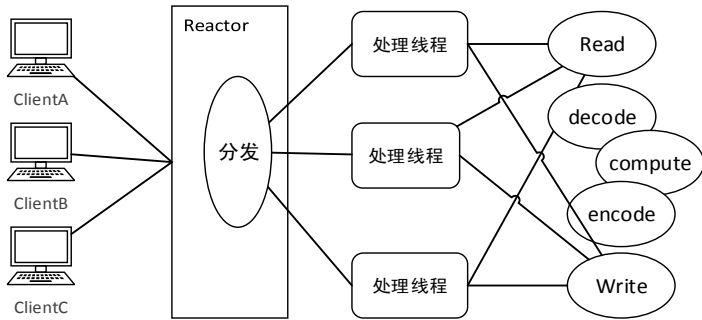 Reactor
ClientA
ClientB
ClientC
分发
处理线程
处理线程
处理线程
Read
decode
compute
encode
Write